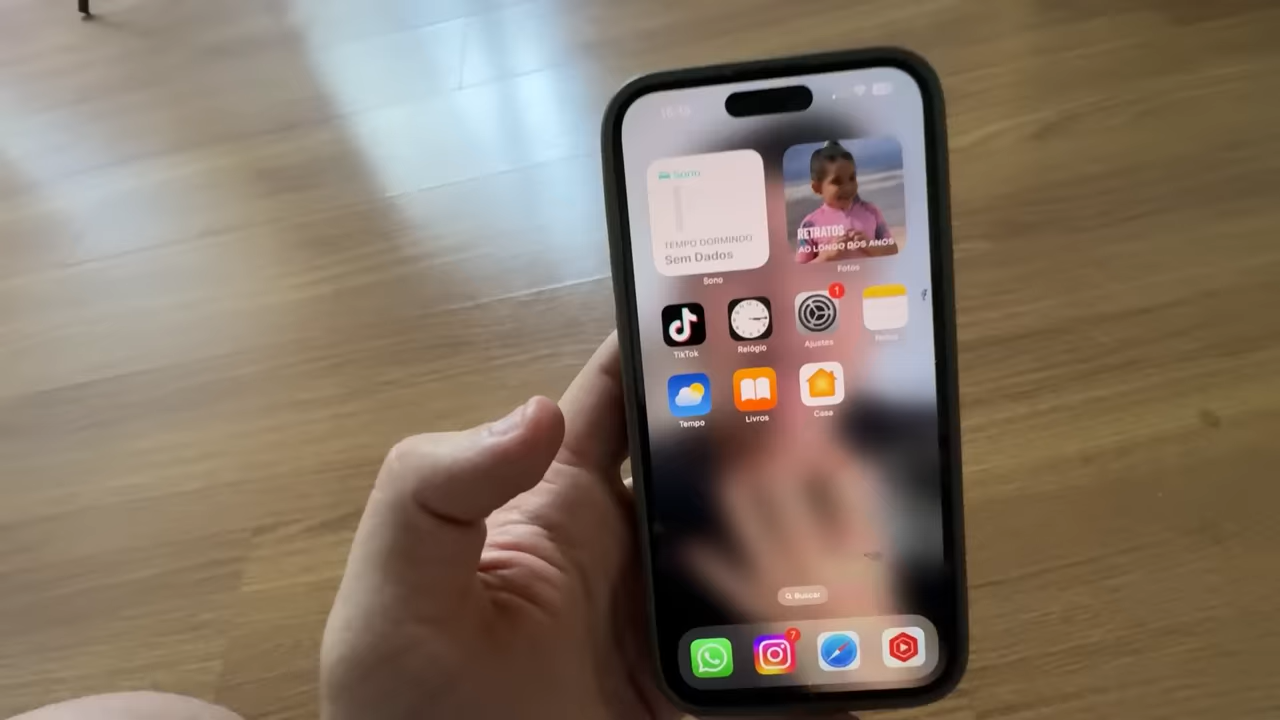 Sono
TEMPO DORMINDO
Sem Dados
Sono
RETRATOS
AO LONGO DOS ANOS
Fotos
TikTok
Relógio
1
Ajustes
Notas
Tempo
Livros
Casa
Buscar
7